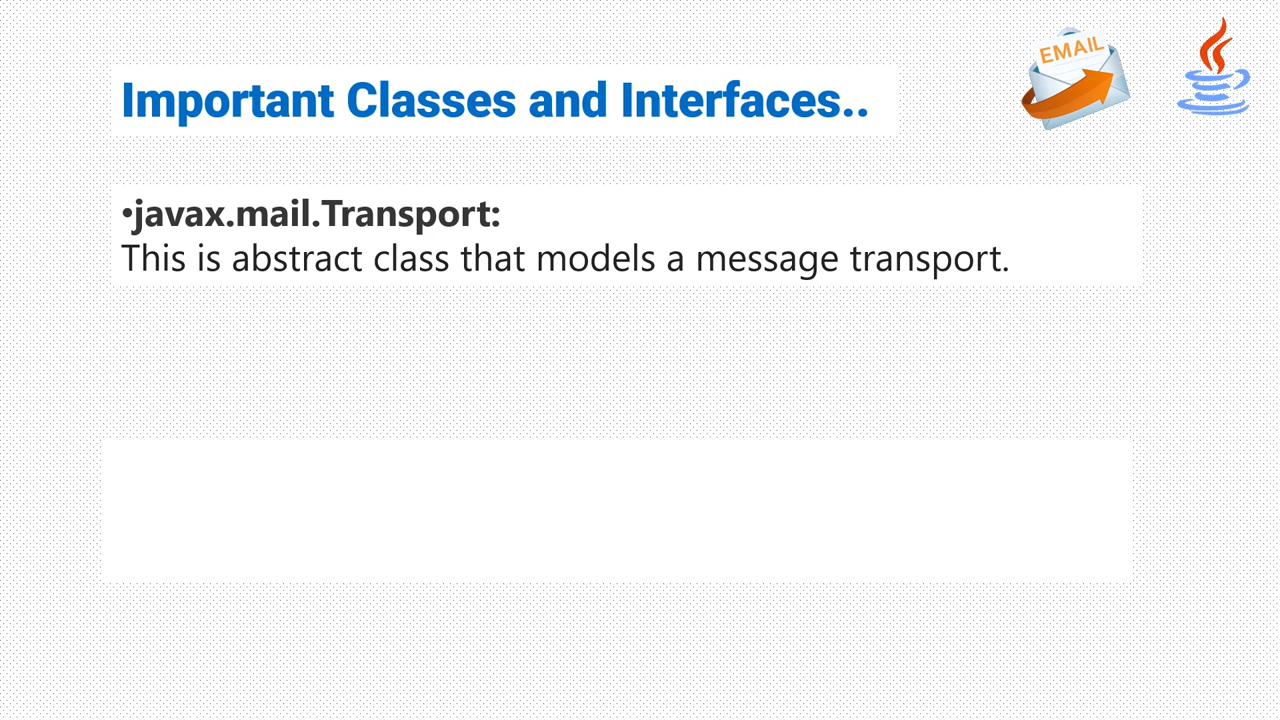 EMAIL
Important Classes and Interfaces..
•javax.mail.Transport:
This is abstract class that models a message transport.